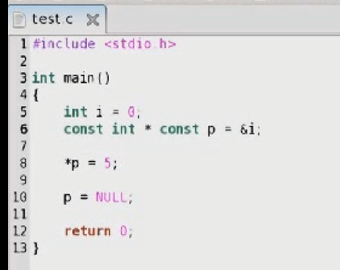 test.c
1 #include <stdio.h>
2
3 int main()
4 {
5 int i = 0;
6 const int * const p = &i;
7
8 *p = 5;
9
10 p = NULL;
11
12 return 0;
13 }